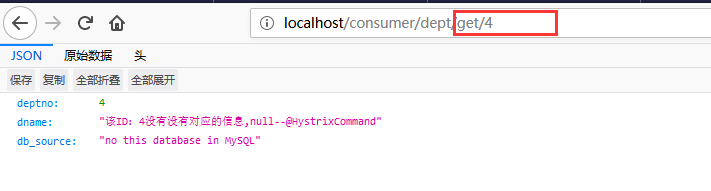 localhost/consumer/dept/get/4
JSON 原始数据 头
保存 复制 全部折叠 全部展开
deptno: 4
dname: "该ID：4没有没有对应的信息,null--@HystrixCommand"
db_source: "no this database in MySQL"